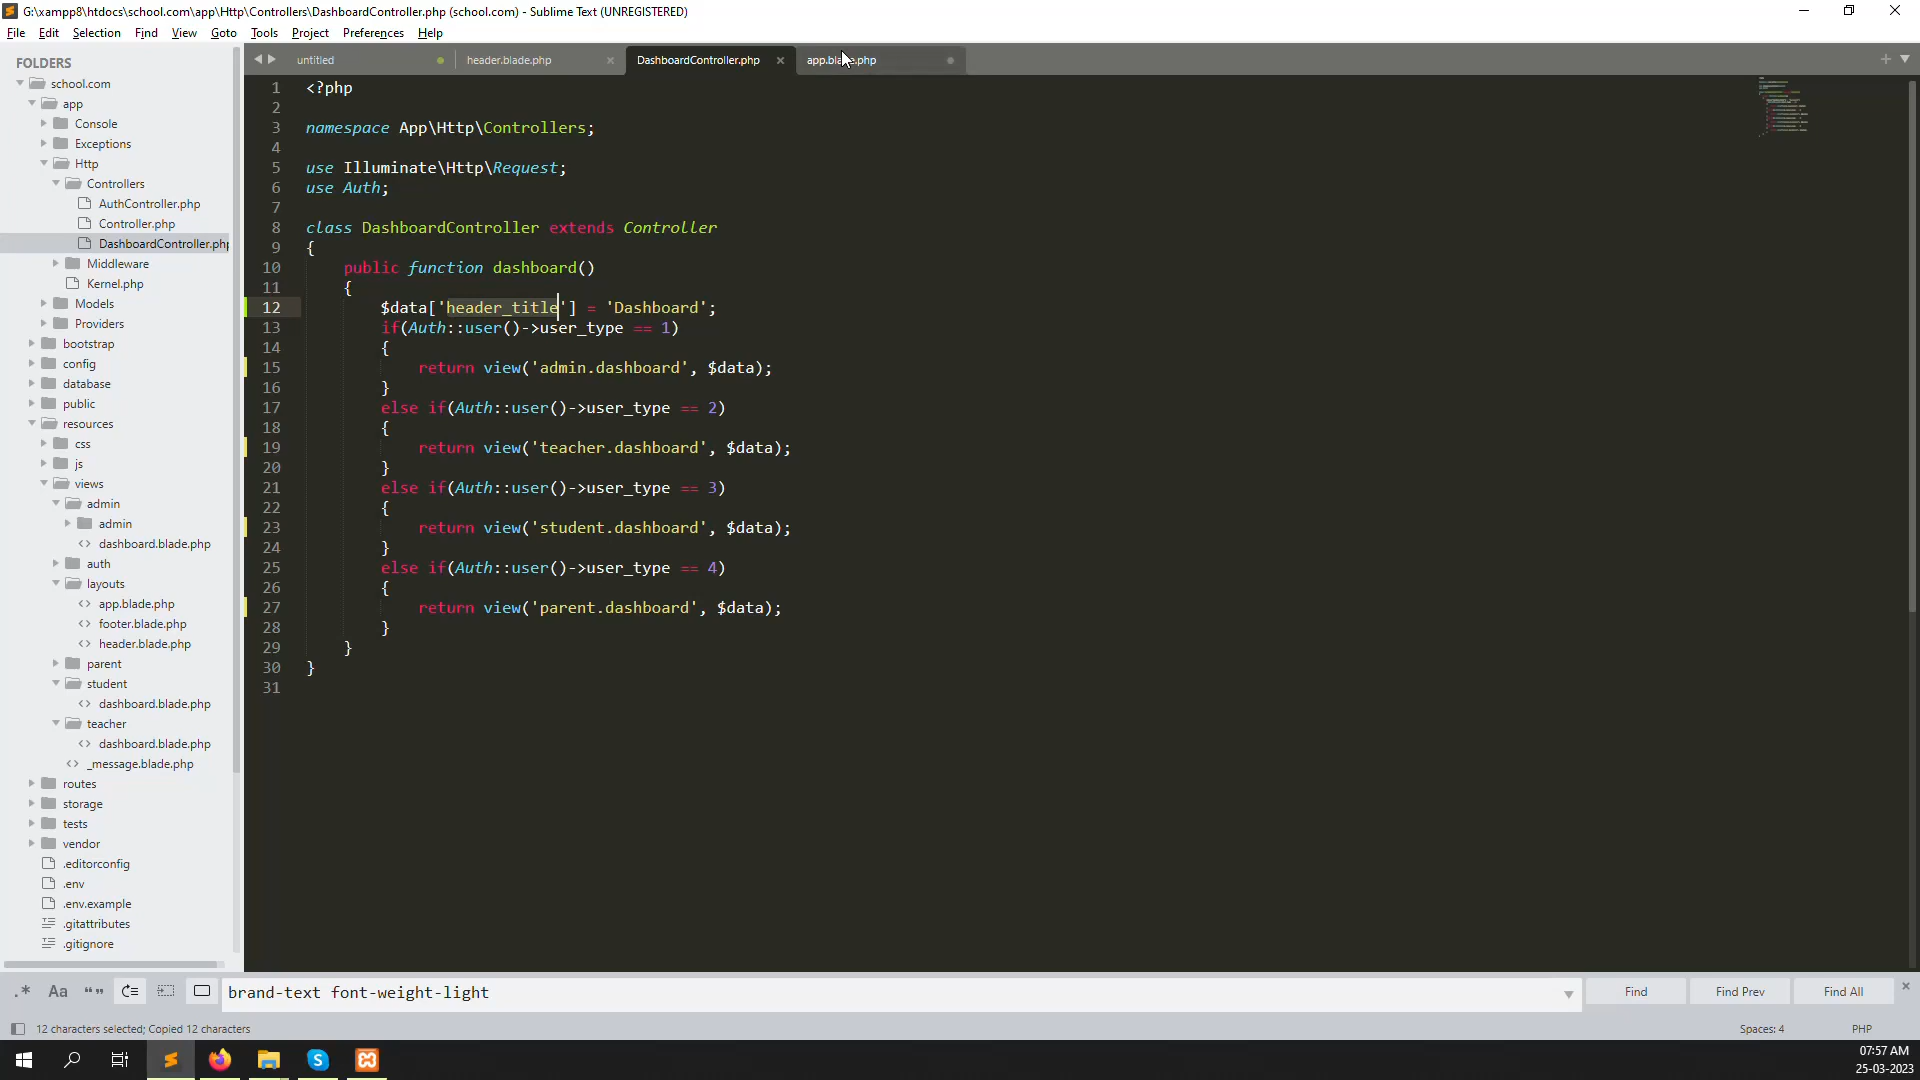 G:\xampp8\htdocs\school.com\app\Http\Controllers\DashboardController.php (school.com) - Sublime Text (UNREGISTERED)
File Edit Selection Find View Goto Tools Project Preferences Help
untitled header.blade.php DashboardController.php app.blade.php
FOLDERS
school.com
app
Console
Exceptions
Http
Controllers
AuthController.php
Controller.php
DashboardController.php
Middleware
Kernel.php
Models
Providers
bootstrap
config
database
public
resources
css
js
views
admin
admin
dashboard.blade.php
auth
layouts
app.blade.php
footer.blade.php
header.blade.php
parent
student
dashboard.blade.php
teacher
dashboard.blade.php
_message.blade.php
routes
storage
tests
vendor
.editorconfig
.env
.env.example
.gitattributes
.gitignore
1 <?php
2
3 namespace App\Http\Controllers;
4
5 use Illuminate\Http\Request;
6 use Auth;
7
8 class DashboardController extends Controller
9 {
10 public function dashboard()
11 {
12 $data['header_title'] = 'Dashboard';
13 if(Auth::user()->user_type == 1)
14 {
15 return view('admin.dashboard', $data);
16 }
17 else if(Auth::user()->user_type == 2)
18 {
19 return view('teacher.dashboard', $data);
20 }
21 else if(Auth::user()->user_type == 3)
22 {
23 return view('student.dashboard', $data);
24 }
25 else if(Auth::user()->user_type == 4)
26 {
27 return view('parent.dashboard', $data);
28 }
29 }
30 }
31
.* Aa “” brand-text font-weight-light Find Find Prev Find All
12 characters selected; Copied 12 characters Spaces: 4 PHP
07:57 AM
25-03-2023